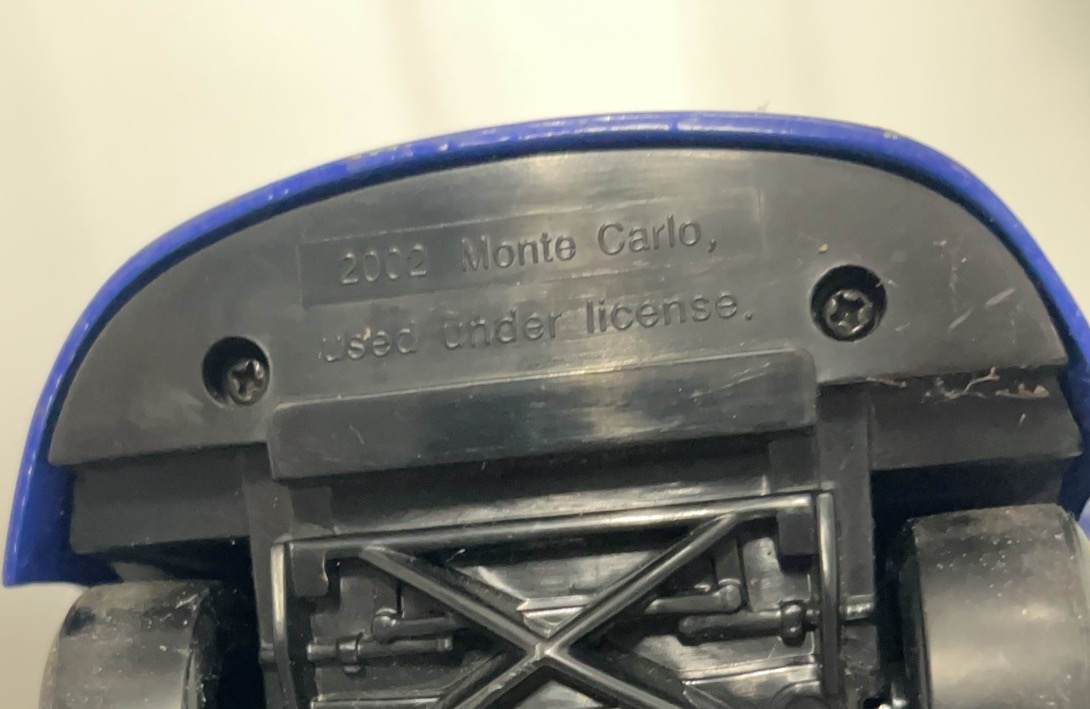 2002 Monte Carlo,
used under license.